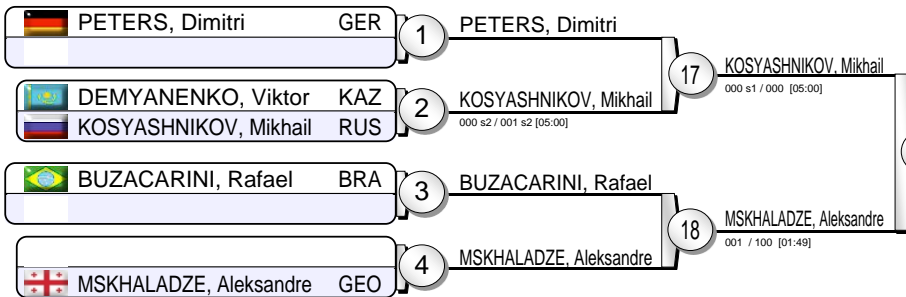 PETERS, Dimitri GER
1
PETERS, Dimitri
17
KOSYASHNIKOV, Mikhail
000 s1 / 000 [05:00]
DEMYANENKO, Viktor KAZ
KOSYASHNIKOV, Mikhail RUS
2
KOSYASHNIKOV, Mikhail
000 s2 / 001 s2 [05:00]
BUZACARINI, Rafael BRA
3
BUZACARINI, Rafael
18
MSKHALADZE, Aleksandre
001 / 100 [01:49]
MSKHALADZE, Aleksandre GEO
4
MSKHALADZE, Aleksandre